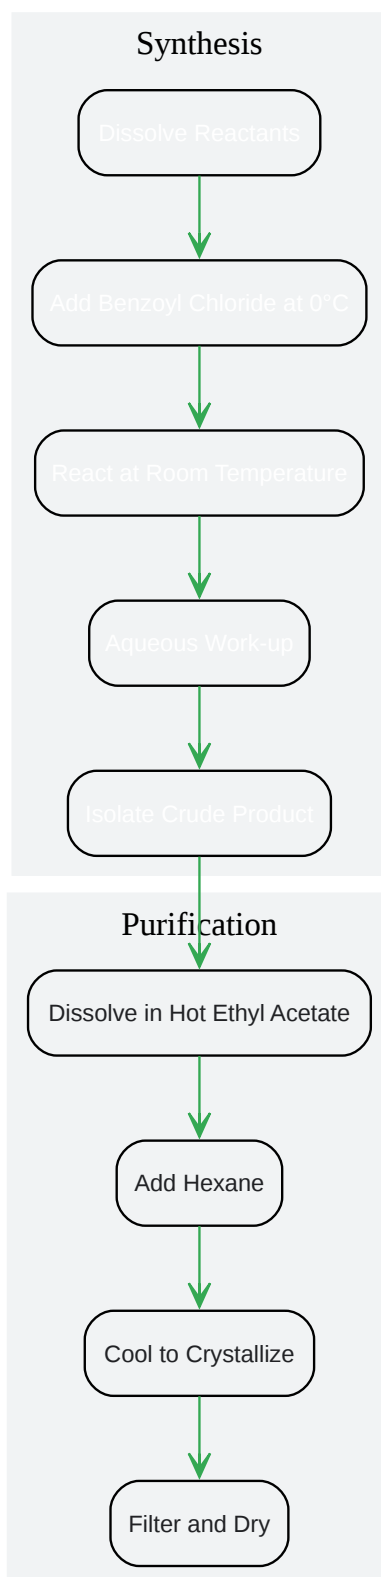 Synthesis
Dissolve Reactants
Add Benzoyl Chloride at 0°C
React at Room Temperature
Aqueous Work-up
Isolate Crude Product
Purification
Dissolve in Hot Ethyl Acetate
Add Hexane
Cool to Crystallize
Filter and Dry